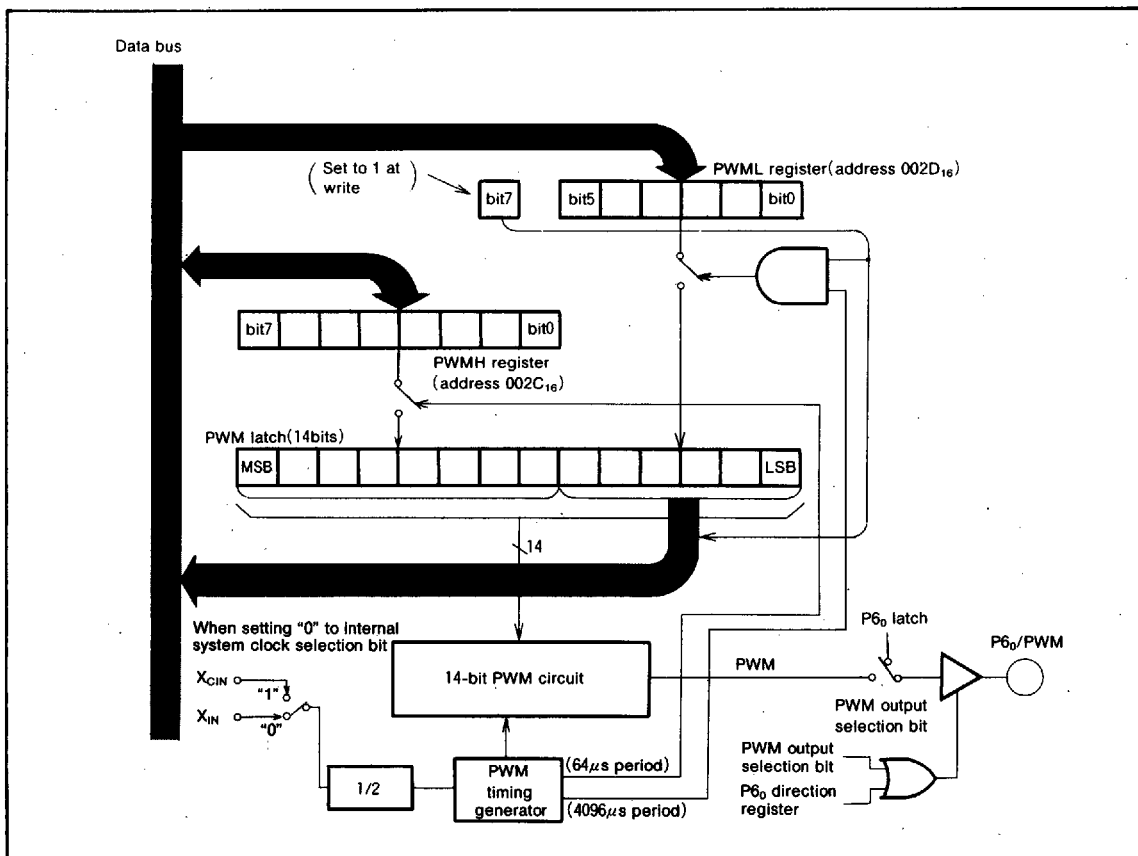 Data bus
(Set to 1 at
write)
PWML register(address 002D₁₆)
bit7
bit5
bit0
bit7
bit0
PWMH register
(address 002C₁₆)
PWM latch(14bits)
MSB
LSB
14
When setting “0” to internal
system clock selection bit
X_CIN
“1”
X_IN
“0”
1/2
14-bit PWM circuit
PWM
timing
generator
(64μs period)
(4096μs period)
PWM
P6₀ latch
P6₀/PWM
PWM output
selection bit
PWM output
selection bit
P6₀ direction
register